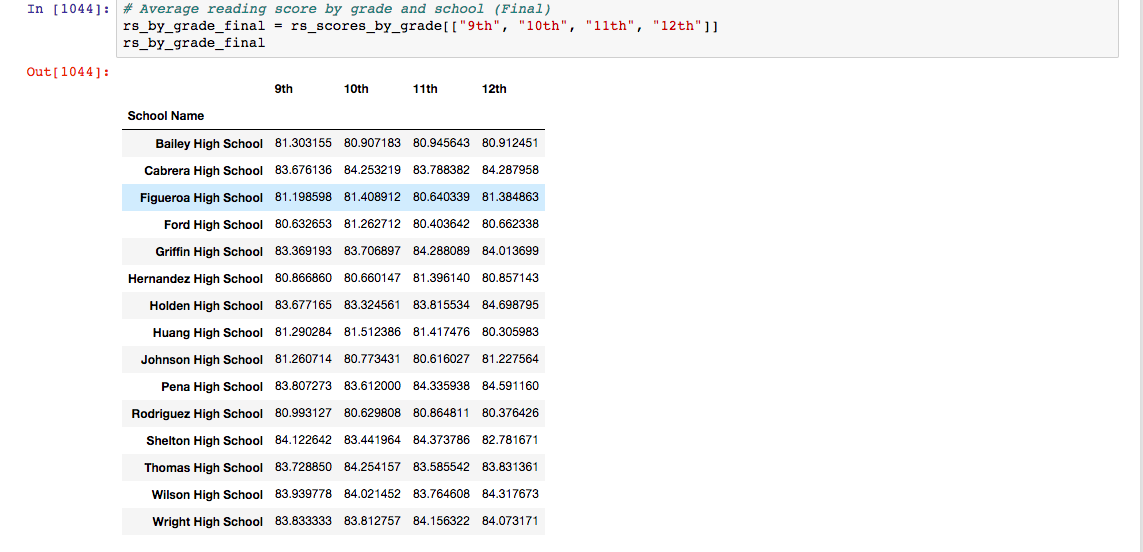 In [1044]: # Average reading score by grade and school (Final)
rs_by_grade_final = rs_scores_by_grade[["9th", "10th", "11th", "12th"]]
rs_by_grade_final
Out[1044]:
9th 10th 11th 12th
School Name
Bailey High School 81.303155 80.907183 80.945643 80.912451
Cabrera High School 83.676136 84.253219 83.788382 84.287958
Figueroa High School 81.198598 81.408912 80.640339 81.384863
Ford High School 80.632653 81.262712 80.403642 80.662338
Griffin High School 83.369193 83.706897 84.288089 84.013699
Hernandez High School 80.866860 80.660147 81.396140 80.857143
Holden High School 83.677165 83.324561 83.815534 84.698795
Huang High School 81.290284 81.512386 81.417476 80.305983
Johnson High School 81.260714 80.773431 80.616027 81.227564
Pena High School 83.807273 83.612000 84.335938 84.591160
Rodriguez High School 80.993127 80.629808 80.864811 80.376426
Shelton High School 84.122642 83.441964 84.373786 82.781671
Thomas High School 83.728850 84.254157 83.585542 83.831361
Wilson High School 83.939778 84.021452 83.764608 84.317673
Wright High School 83.833333 83.812757 84.156322 84.073171